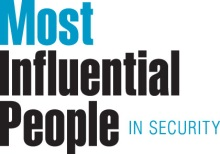 Most
Influential
People IN SECURITY